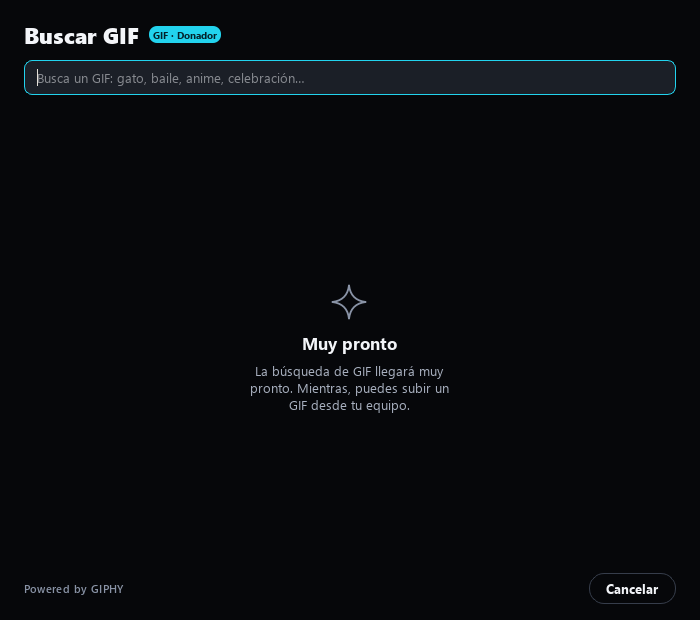 Buscar GIF
GIF · Donador
Busca un GIF: gato, baile, anime, celebración...
Muy pronto
La búsqueda de GIF llegará muy
pronto. Mientras, puedes subir un
GIF desde tu equipo.
Powered by GIPHY
Cancelar